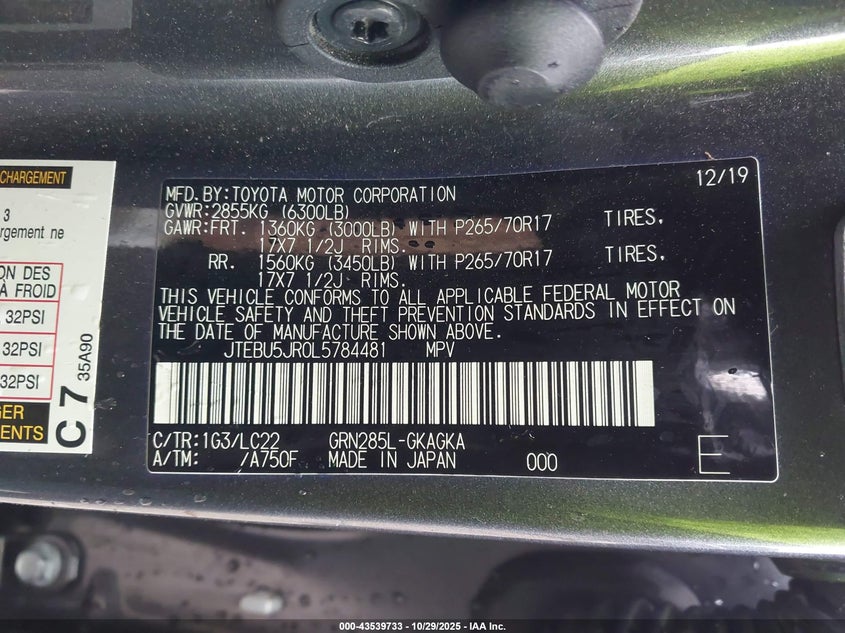 CHARGEMENT
3
rgement ne
ON DES
À FROID
32PSI
32PSI
32PSI
GER
ENTS
C 7
35A90
12/19
MFD.BY:TOYOTA MOTOR CORPORATION
GVWR:2855KG (6300LB)
GAWR:FRT. 1360KG (3000LB) WITH P265/70R17 TIRES,
17X7 1/2J RIMS.
RR. 1560KG (3450LB) WITH P265/70R17 TIRES,
17X7 1/2J RIMS.
THIS VEHICLE CONFORMS TO ALL APPLICABLE FEDERAL MOTOR
VEHICLE SAFETY AND THEFT PREVENTION STANDARDS IN EFFECT ON
THE DATE OF MANUFACTURE SHOWN ABOVE.
JTEBU5JR0L5784481 MPV
C/TR:1G3/LC22 GRN285L-GKAGKA
A/TM: /A750F MADE IN JAPAN 000 E
000-43539733 - 10/29/2025 - IAA Inc.